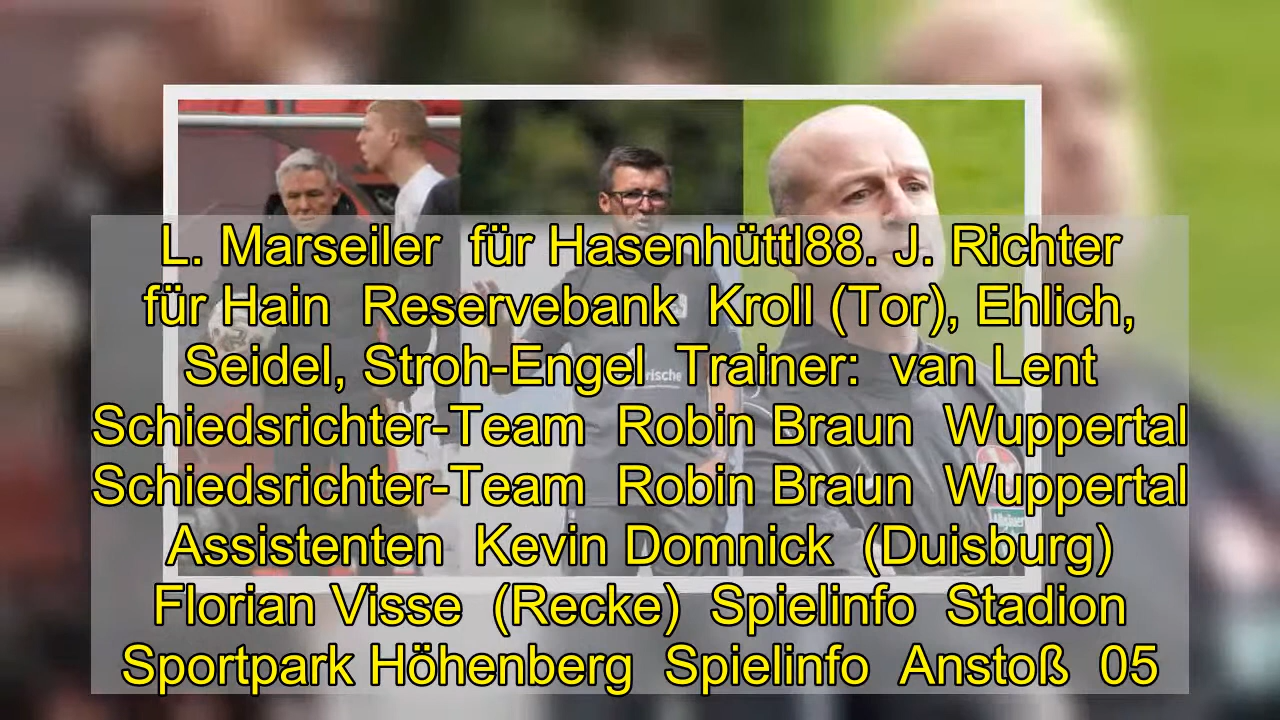 L. Marseiler für Hasenhüttl88. J. Richter
für Hain Reservebank Kroll (Tor), Ehlich,
Seidel, Stroh-Engel Trainer: van Lent
Schiedsrichter-Team Robin Braun Wuppertal
Schiedsrichter-Team Robin Braun Wuppertal
Assistenten Kevin Domnick (Duisburg)
Florian Visse (Recke) Spielinfo Stadion
Sportpark Höhenberg Spielinfo Anstoß 05